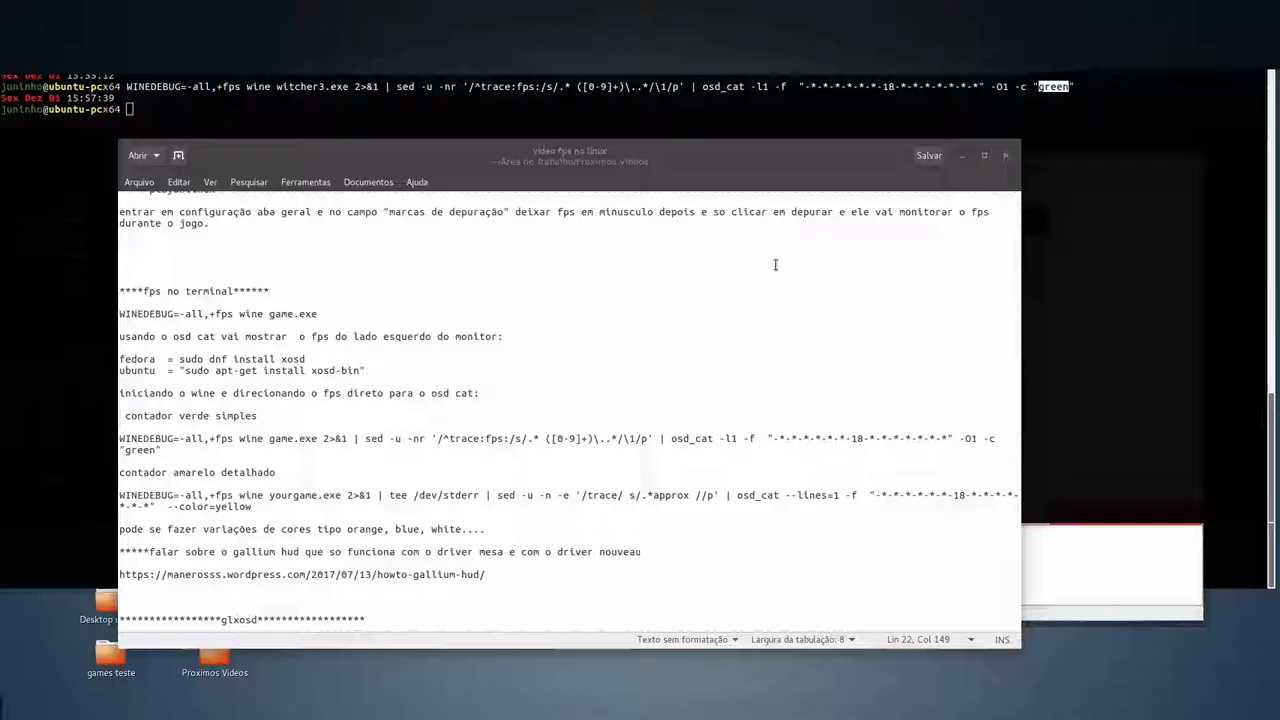 Sex Dez 01 15:55:12
juninho@ubuntu-pcx64 WINEDEBUG=-all,+fps wine witcher3.exe 2>&1 | sed -u -nr '/^trace:fps:/s/.* ([0-9]+)\..*/\1/p' | osd_cat -l1 -f  "-*-*-*-*-*-*-18-*-*-*-*-*-*-*" -O1 -c "green"
Sex Dez 01 15:57:39
juninho@ubuntu-pcx64
Abrir
video fps no linux
~/Área de Trabalho/Proximos Videos
Salvar
Arquivo Editar Ver Pesquisar Ferramentas Documentos Ajuda
entrar em configuração aba geral e no campo "marcas de depuração" deixar fps em minusculo depois e so clicar em depurar e ele vai monitorar o fps
durante o jogo.
****fps no terminal******
WINEDEBUG=-all,+fps wine game.exe
usando o osd cat vai mostrar  o fps do lado esquerdo do monitor:
fedora  = sudo dnf install xosd
ubuntu  = "sudo apt-get install xosd-bin"
iniciando o wine e direcionando o fps direto para o osd cat:
contador verde simples
WINEDEBUG=-all,+fps wine game.exe 2>&1 | sed -u -nr '/^trace:fps:/s/.* ([0-9]+)\..*/\1/p' | osd_cat -l1 -f  "-*-*-*-*-*-*-18-*-*-*-*-*-*-*" -O1 -c
"green"
contador amarelo detalhado
WINEDEBUG=-all,+fps wine yourgame.exe 2>&1 | tee /dev/stderr | sed -u -n -e '/trace/ s/.*approx //p' | osd_cat --lines=1 -f  "-*-*-*-*-*-*-18-*-*-*-*-
*-*-*"  --color=yellow
pode se fazer variações de cores tipo orange, blue, white....
*****falar sobre o gallium hud que so funciona com o driver mesa e com o driver nouveau
https://manerosss.wordpress.com/2017/07/13/howto-gallium-hud/
*****************glxosd******************
Texto sem formatação Largura da tabulação: 8 Lin 22, Col 149 INS
Desktop
games teste
Proximos Videos